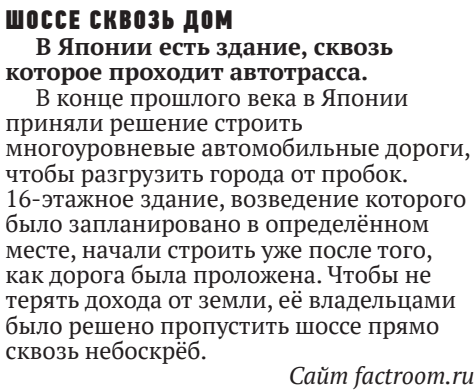 ШОССЕ СКВОЗЬ ДОМ
В Японии есть здание, сквозь
которое проходит автотрасса.
В конце прошлого века в Японии
приняли решение строить
многоуровневые автомобильные дороги,
чтобы разгрузить города от пробок.
16-этажное здание, возведение которого
было запланировано в определённом
месте, начали строить уже после того,
как дорога была проложена. Чтобы не
терять дохода от земли, её владельцами
было решено пропустить шоссе прямо
сквозь небоскрёб.
Сайт factroom.ru